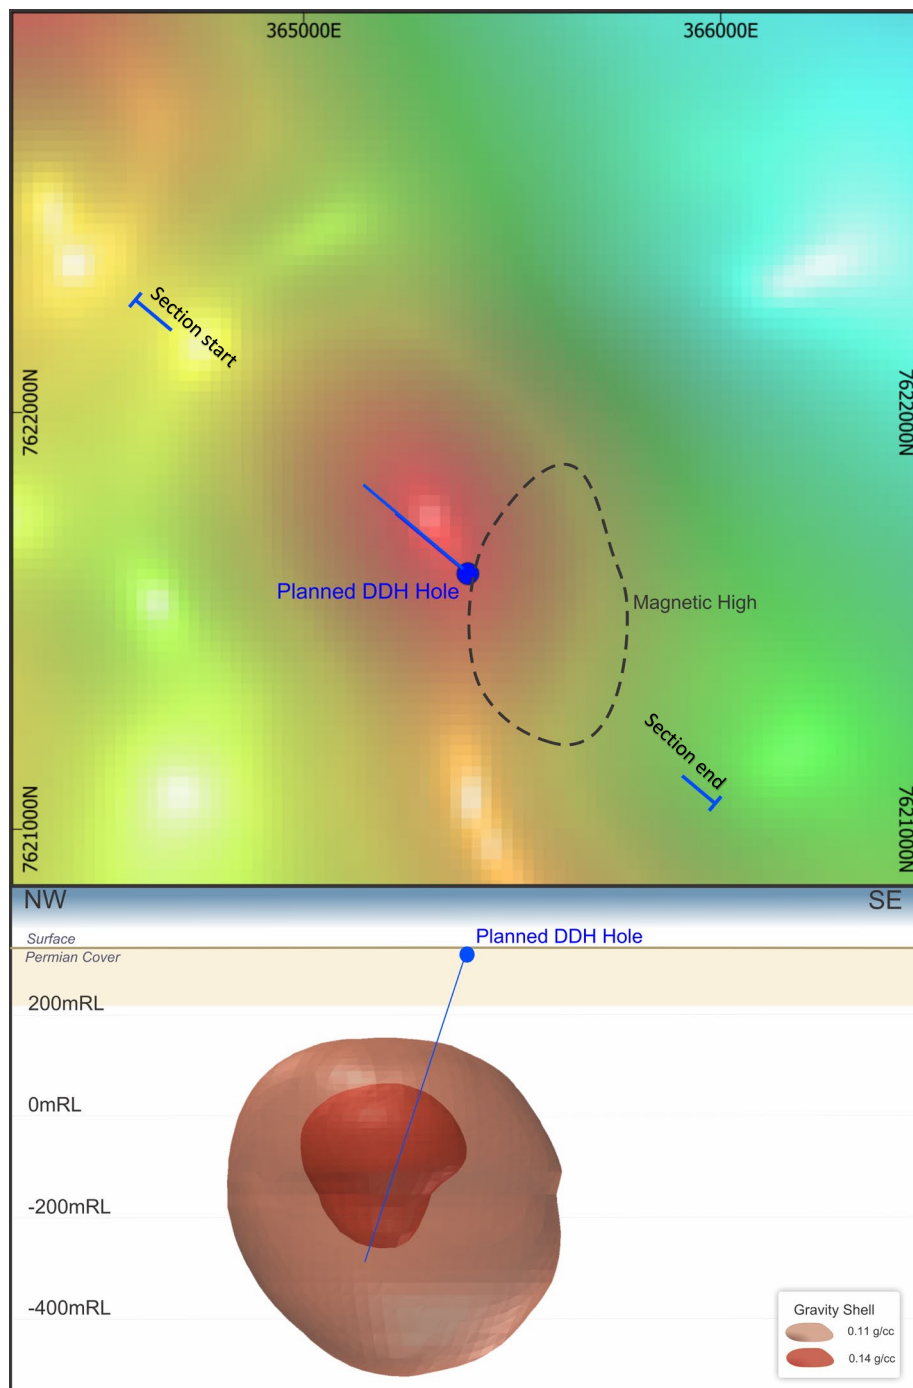 365000E
366000E
Section start
7622000N
7622000N
Planned DDH Hole
Magnetic High
Section end
7621000N
7621000N
NW
SE
Surface
Planned DDH Hole
Permian Cover
200mRL
0mRL
-200mRL
-400mRL
Gravity Shell
0.11 g/cc
0.14 g/cc